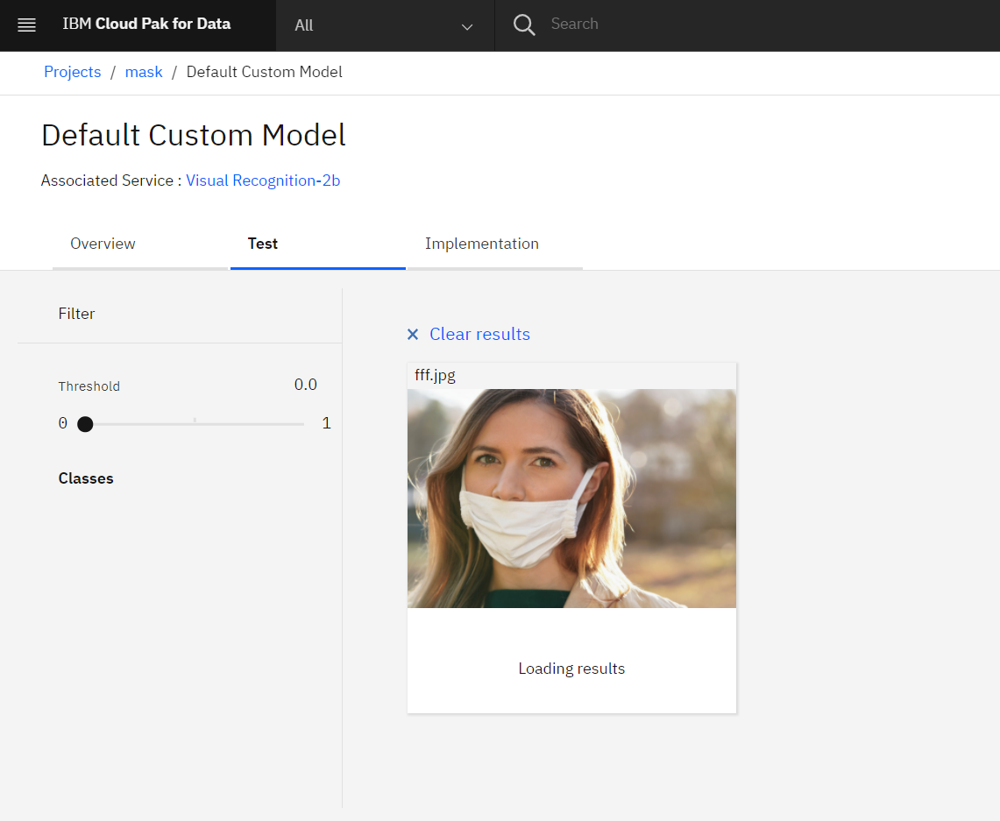 IBM Cloud Pak for Data
All
Search
Projects / mask / Default Custom Model
Default Custom Model
Associated Service : Visual Recognition-2b
Overview
Test
Implementation
Filter
Threshold
0.0
0
1
Classes
× Clear results
fff.jpg
Loading results